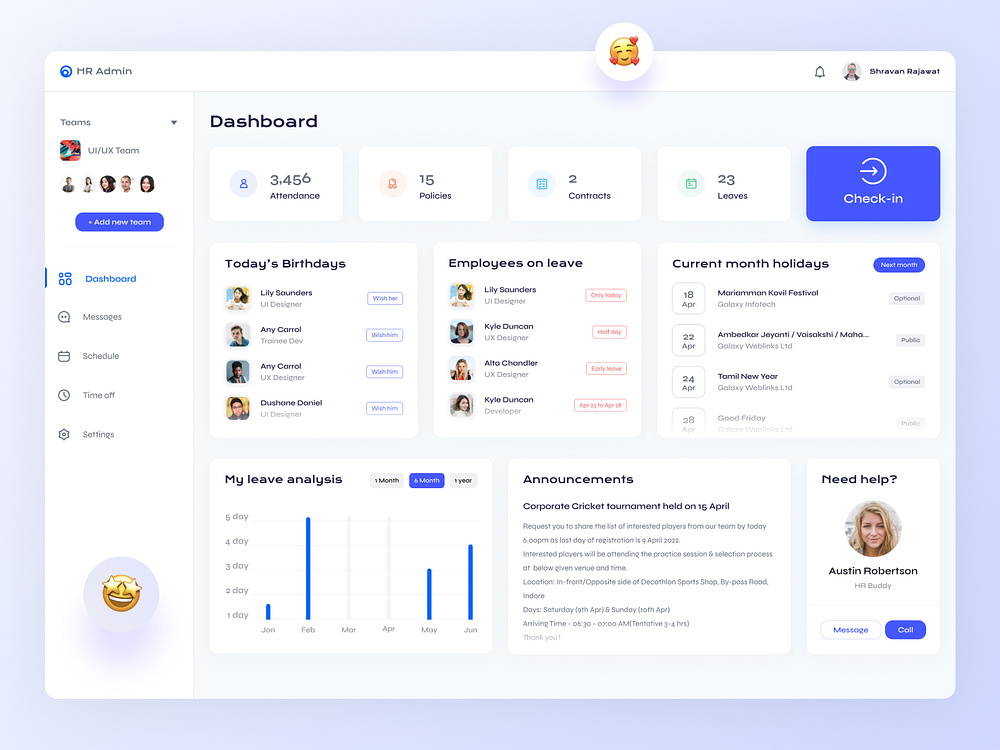 HR Admin
Shravan Rajawat
Teams
UI/UX Team
+ Add new team
Dashboard
Messages
Schedule
Time off
Settings
Dashboard
3,456
Attendance
15
Policies
2
Contracts
23
Leaves
Check-in
Today's Birthdays
Lily Saunders
UI Designer
Wish her
Any Carrol
Trainee Dev
Wish him
Any Carrol
UX Designer
Wish him
Dushane Daniel
UI Designer
Wish him
Employees on leave
Lily Saunders
UI Designer
Only today
Kyle Duncan
UX Designer
Half day
Alta Chandler
UX Designer
Early leave
Kyle Duncan
Developer
Apr 23 to Apr 28
Current month holidays
Next month
18
Apr
Mariamman Kovil Festival
Galaxy Infotech
Optional
22
Apr
Ambedkar Jeyanti / Vaisakshi / Maha...
Galaxy Weblinks Ltd
Public
24
Apr
Tamil New Year
Galaxy Weblinks Ltd
Optional
28
Apr
Good Friday
Galaxy Weblinks Ltd
Public
My leave analysis
1 Month
6 Month
1 year
5 day
4 day
3 day
2 day
1 day
Jan Feb Mar Apr May Jun
Announcements
Corporate Cricket tournament held on 15 April
Request you to share the list of interested players from our team by today
6.00pm as last day of registration is 9 April 2022.
Interested players will be attending the practice session & selection process
at below given venue and time.
Location: In-front/Opposite side of Decathlon Sports Shop, By-pass Road,
Indore
Days: Saturday (9th Apr) & Sunday (10th Apr)
Arriving Time - 06:30 - 07:00 AM(Tentative 3-4 hrs)
Thank you !
Need help?
Austin Robertson
HR Buddy
Message
Call